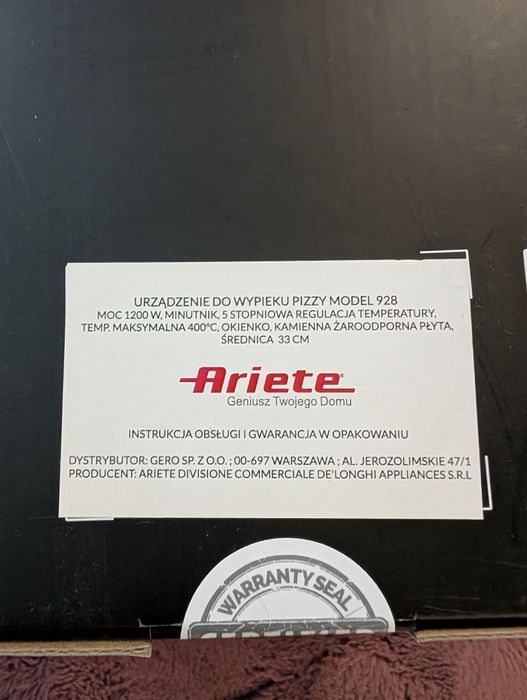 URZĄDZENIE DO WYPIEKU PIZZY MODEL 928
MOC 1200 W, MINUTNIK, 5 STOPNIOWA REGULACJA TEMPERATURY,
TEMP. MAKSYMALNA 400°C, OKIENKO, KAMIENNA ŻAROODPORNA PŁYTA,
ŚREDNICA 33 CM
Ariete
Geniusz Twojego Domu
INSTRUKCJA OBSŁUGI I GWARANCJA W OPAKOWANIU
DYSTRYBUTOR: GERO SP. Z O.O. ; 00-697 WARSZAWA ; AL. JEROZOLIMSKIE 47/1
PRODUCENT: ARIETE DIVISIONE COMMERCIALE DE'LONGHI APPLIANCES S.R.L
WARRANTY SEAL